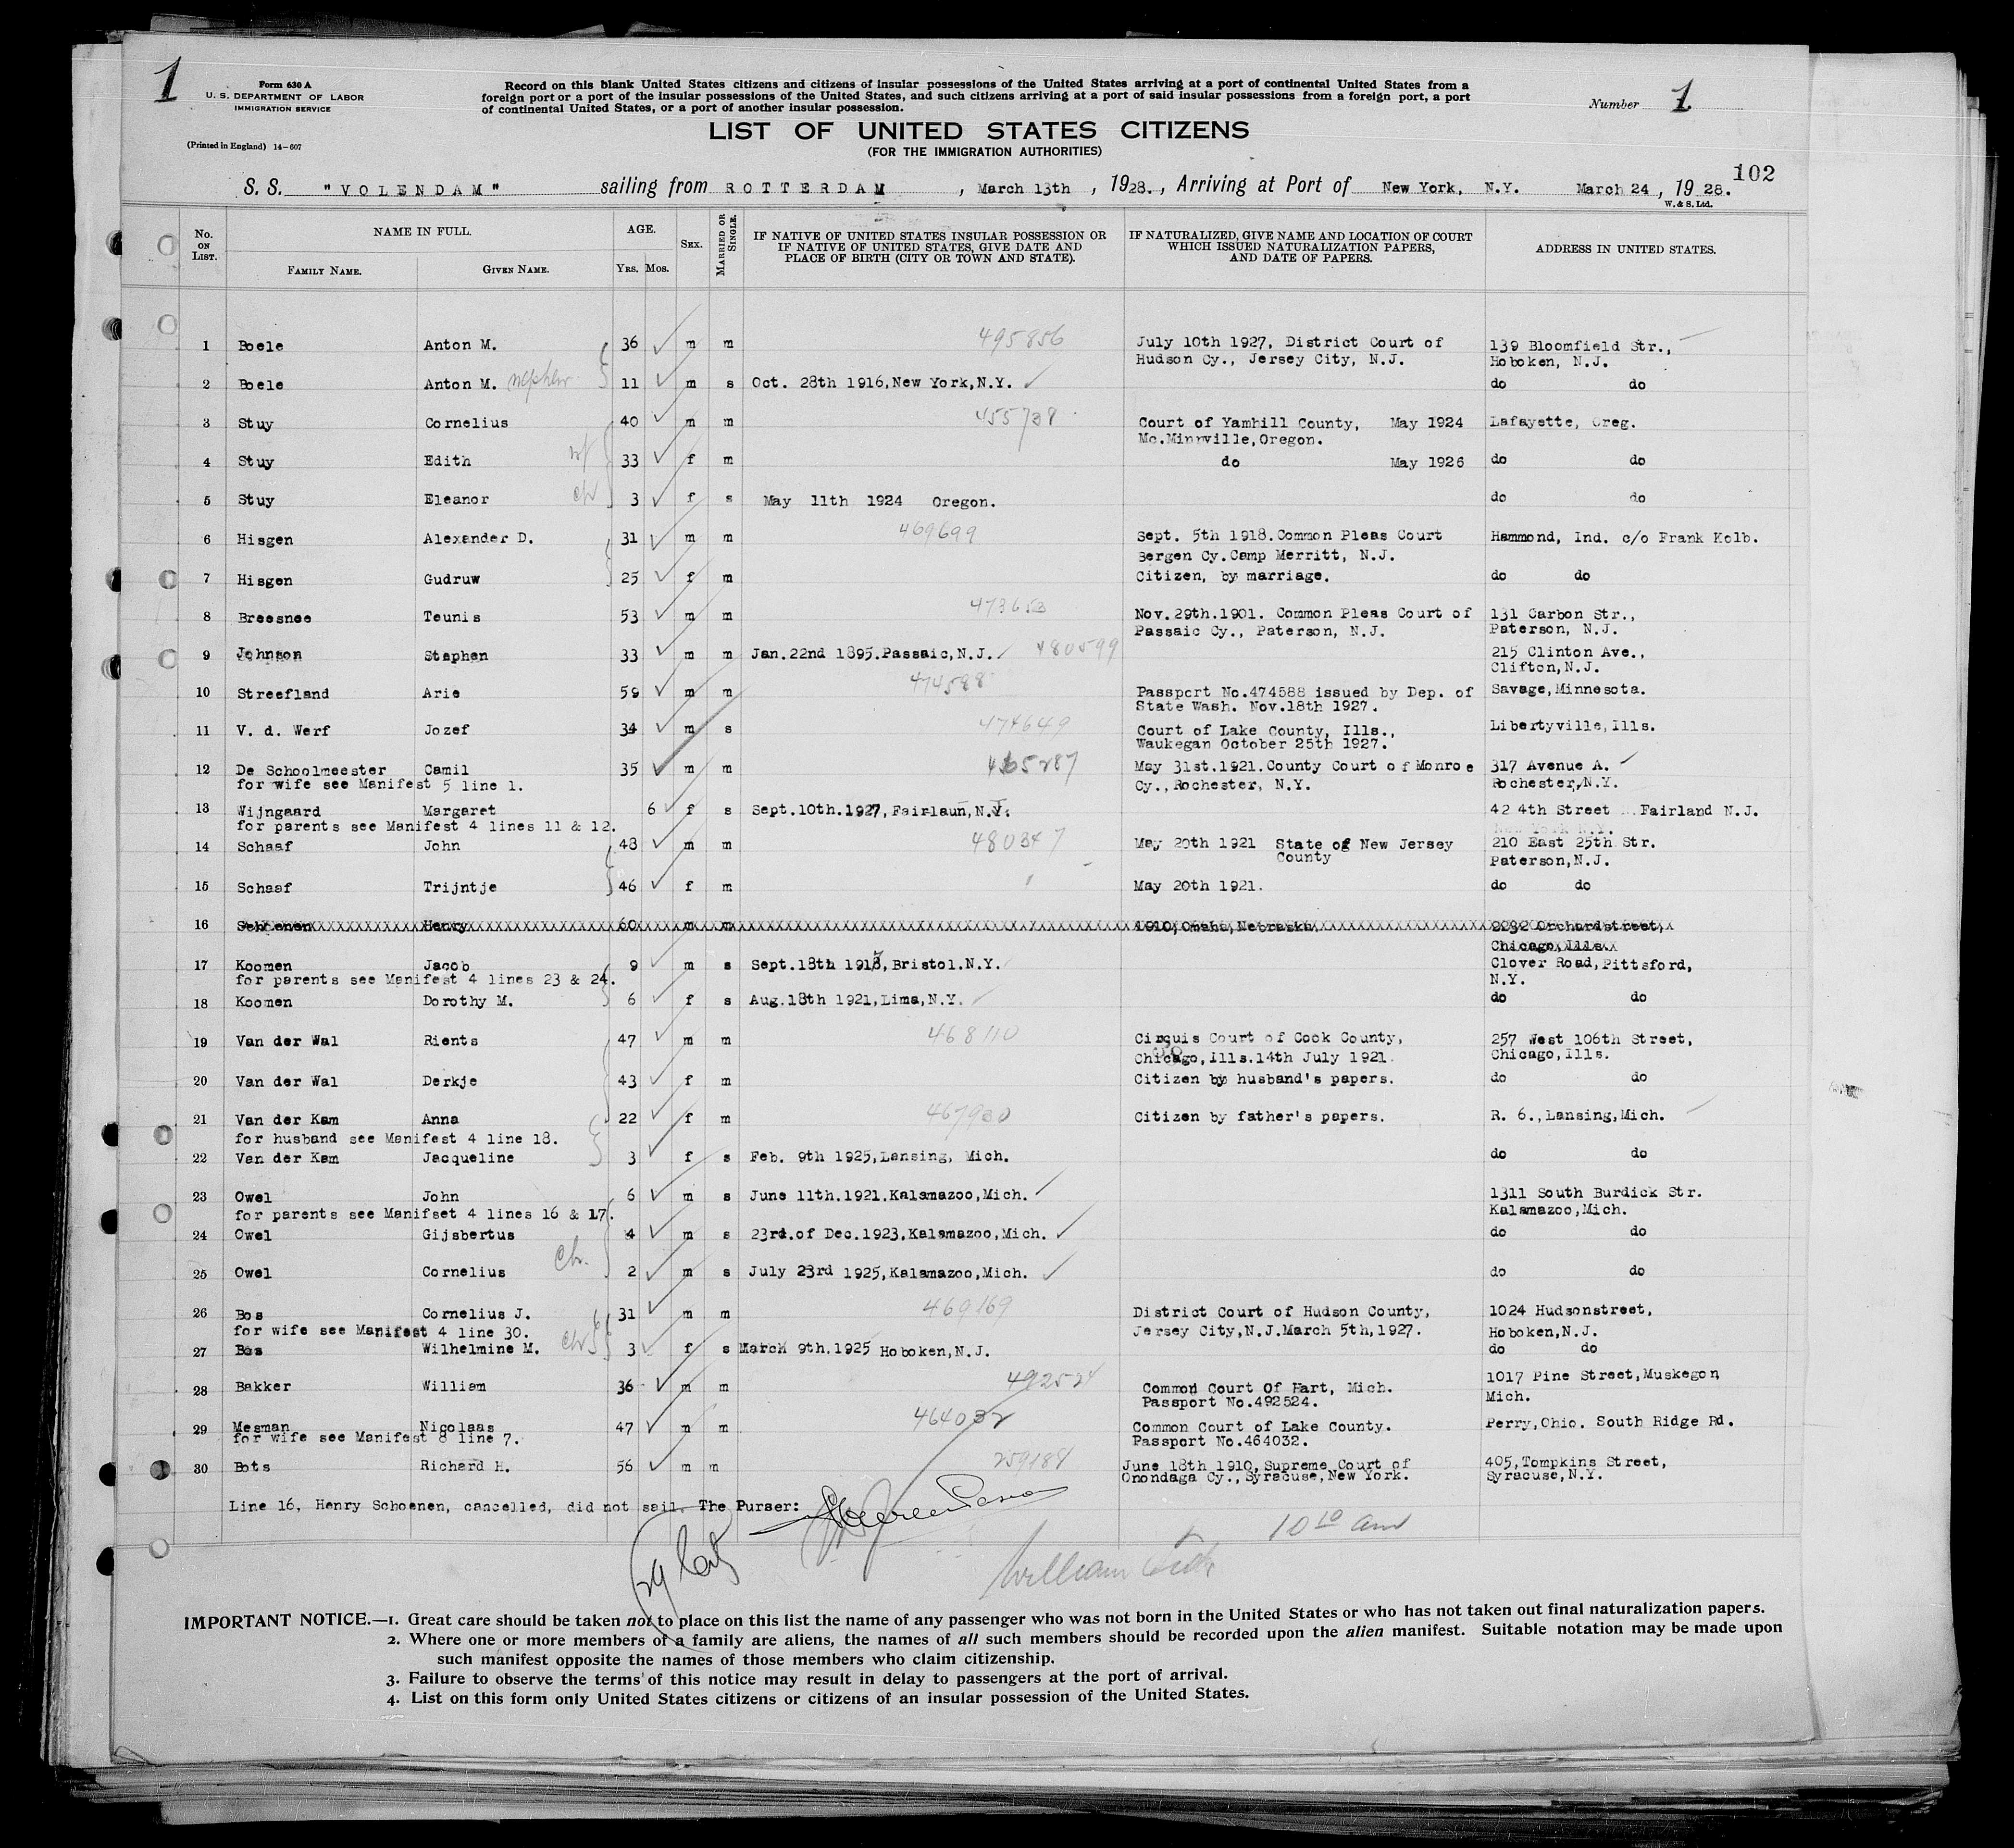 1
Form 630 A
U. S. DEPARTMENT OF LABOR
IMMIGRATION SERVICE
(Printed in England) 14-607
Record on this blank United States citizens and citizens of insular possessions of the United States arriving at a port of continental United States from a
foreign port or a port of the insular possessions of the United States, and such citizens arriving at a port of said insular possessions from a foreign port, a port
of continental United States, or a port of another insular possession.
Number 1
LIST OF UNITED STATES CITIZENS
(FOR THE IMMIGRATION AUTHORITIES)
102
S. S. "VOLENDAM" sailing from ROTTERDAM, March 13th, 1928., Arriving at Port of New York, N.Y. March 24, 1928.
W. & S. Ltd.
No. ON LIST. NAME IN FULL. AGE. SEX. MARRIED OR SINGLE. IF NATIVE OF UNITED STATES INSULAR POSSESSION OR IF NATIVE OF UNITED STATES, GIVE DATE AND PLACE OF BIRTH (CITY OR TOWN AND STATE). IF NATURALIZED, GIVE NAME AND LOCATION OF COURT WHICH ISSUED NATURALIZATION PAPERS, AND DATE OF PAPERS. ADDRESS IN UNITED STATES.
FAMILY NAME. GIVEN NAME. YRS. MOS.
1 Boele Anton M. 36 m m 495856 July 10th 1927, District Court of 139 Bloomfield Str.,
Hudson Cy., Jersey City, N.J. Hoboken, N.J.
2 Boele Anton M. nephew 11 m s Oct. 28th 1916,New York,N.Y. do do
3 Stuy Cornelius 40 m m 455738 Court of Yamhill County, May 1924 Lafayette, Oreg.
Mc.Minnville,Oregon.
4 Stuy Edith wf 33 f m do May 1926 do do
5 Stuy Eleanor ch 3 f s May 11th 1924 Oregon. do do
6 Hisgen Alexander D. 31 m m 469699 Sept. 5th 1918.Common Pleas Court Hammond, Ind. c/o Frank Kolb.
Bergen Cy.Camp Merritt, N.J.
7 Hisgen Gudruw 25 f m Citizen, by marriage. do do
8 Breesnee Teunis 53 m m 473653 Nov.29th.1901. Common Pleas Court of 131 Carbon Str.,
Passaic Cy., Paterson, N.J. Paterson, N.J.
9 Johnson Stephen 33 m m Jan.22nd 1895.Passaic,N.J. 480599 215 Clinton Ave.,
Clifton,N.J.
10 Streefland Arie 59 m m 474588 Passport No.474588 issued by Dep. of Savage,Minnesota.
State Wash. Nov.18th 1927.
11 V. d. Werf Jozef 34 m s 474649 Court of Lake County, Ills., Libertyville,Ills.
Waukegan October 25th 1927.
12 De Schoolmeester Camil 35 m m 465287 May 31st.1921.County Court of Monroe 317 Avenue A.
for wife see Manifest 5 line 1. Cy.,Rochester, N.Y. Rochester,N.Y.
13 Wijngaard Margaret 6 f s Sept.10th.1927,Fairlaun,N.J. 42 4th Street Fairland N.J.
for parents see Manifest 4 lines 11 & 12.
14 Schaaf John 48 m m 480347 May 20th 1921 State of New Jersey 210 East 25th Str.
County Paterson,N.J.
15 Schaaf Trijntje 46 f m May 20th 1921. do do
16 Schoenen Henry 60 m m 1910,Omaha,Nebraska 2232 Orchardstreet,
Chicago,Ills.
17 Koomen Jacob 9 m s Sept.18th 1918,Bristol.N.Y. Clover Road,Pittsford,
for parents see Manifest 4 lines 23 & 24. N.Y.
18 Koomen Dorothy M. 6 f s Aug.18th 1921,Lima,N.Y. do do
19 Van der Wal Rients 47 m m 468110 Cirquis Court of Cook County, 257 West 106th Street,
Chicago,Ills.14th July 1921. Chicago,Ills.
20 Van der Wal Derkje 43 f m Citizen by husband's papers. do do
21 Van der Kam Anna 22 f m 467930 Citizen by father's papers. R. 6.,Lansing,Mich.
for husband see Manifest 4 line 18.
22 Van der Kam Jacqueline 3 f s Feb. 9th 1925,Lansing, Mich. do do
23 Owel John 6 m s June 11th.1921,Kalamazoo,Mich. 1311 South Burdick Str.
for parents see Manifset 4 lines 16 & 17. Kalamazoo,Mich.
24 Owel Gijsbertus 4 m s 23rd.of Dec.1923,Kalamazoo,Mich. do do
ch.
25 Owel Cornelius 2 m s July 23rd 1925,Kalamazoo,Mich. do do
26 Bos Cornelius J. 31 m m 469169 District Court of Hudson County, 1024 Hudsonstreet,
for wife see Manifest 4 line 30. Jersey City,N.J.March 5th,1927. Hoboken,N.J.
27 Bos Wilhelmine M. ch 3 f s March 9th.1925 Hoboken,N.J. do do
28 Bakker William 36 m m 492524 Common Court Of Hart, Mich. 1017 Pine Street,Muskegon
Passport No.492524. Mich.
29 Mesman Nicolaas 47 m m 464032 Common Court of Lake County. Perry,Ohio. South Ridge Rd.
for wife see Manifest 8 line 7. Passport No.464032.
30 Bots Richard H. 56 m m 259184 June 18th 1910,Supreme Court of 405,Tompkins Street,
Onondaga Cy.,Syracuse,New York. Syracuse,N.Y.
Line 16, Henry Schoenen, cancelled, did not sail. The Purser:
10 10 am
William
IMPORTANT NOTICE.—1. Great care should be taken not to place on this list the name of any passenger who was not born in the United States or who has not taken out final naturalization papers.
2. Where one or more members of a family are aliens, the names of all such members should be recorded upon the alien manifest. Suitable notation may be made upon
such manifest opposite the names of those members who claim citizenship.
3. Failure to observe the terms of this notice may result in delay to passengers at the port of arrival.
4. List on this form only United States citizens or citizens of an insular possession of the United States.